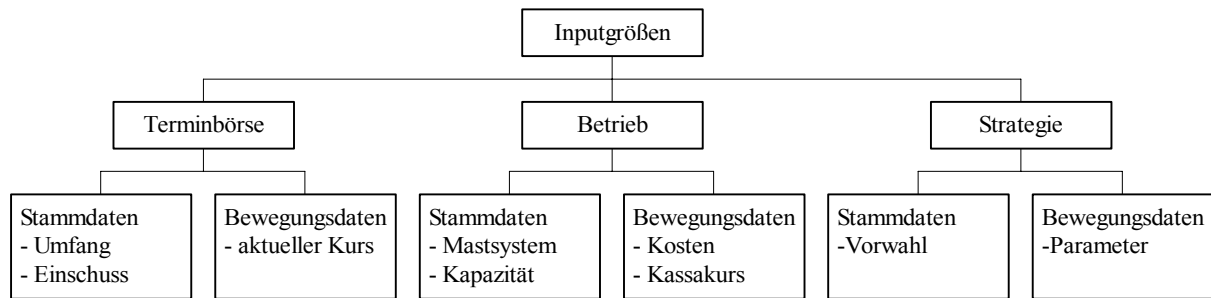 Inputgrößen
Terminbörse
Betrieb
Strategie
Stammdaten
- Umfang
- Einschuss
Bewegungsdaten
- aktueller Kurs
Stammdaten
- Mastsystem
- Kapazität
Bewegungsdaten
- Kosten
- Kassakurs
Stammdaten
-Vorwahl
Bewegungsdaten
-Parameter